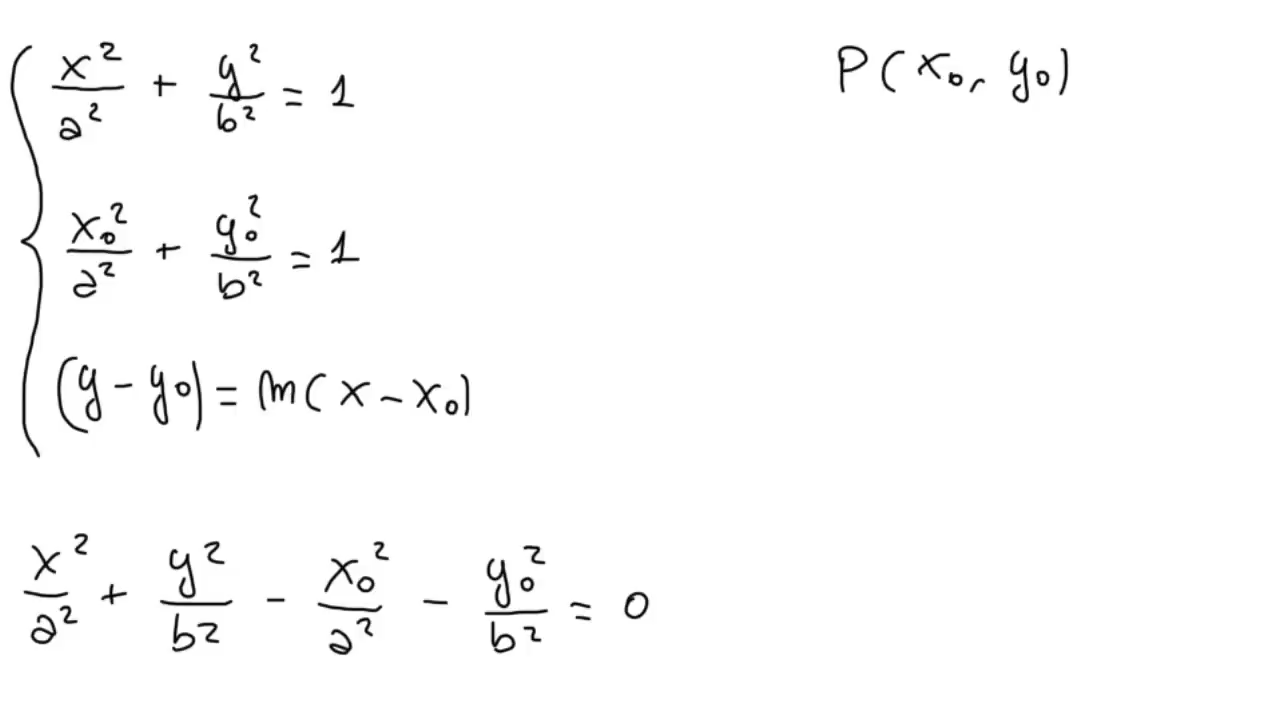 x²/a² + y²/b² = 1
P(x₀, y₀)
x₀²/a² + y₀²/b² = 1
(y - y₀) = m(x - x₀)
x²/a² + y²/b² - x₀²/a² - y₀²/b² = 0